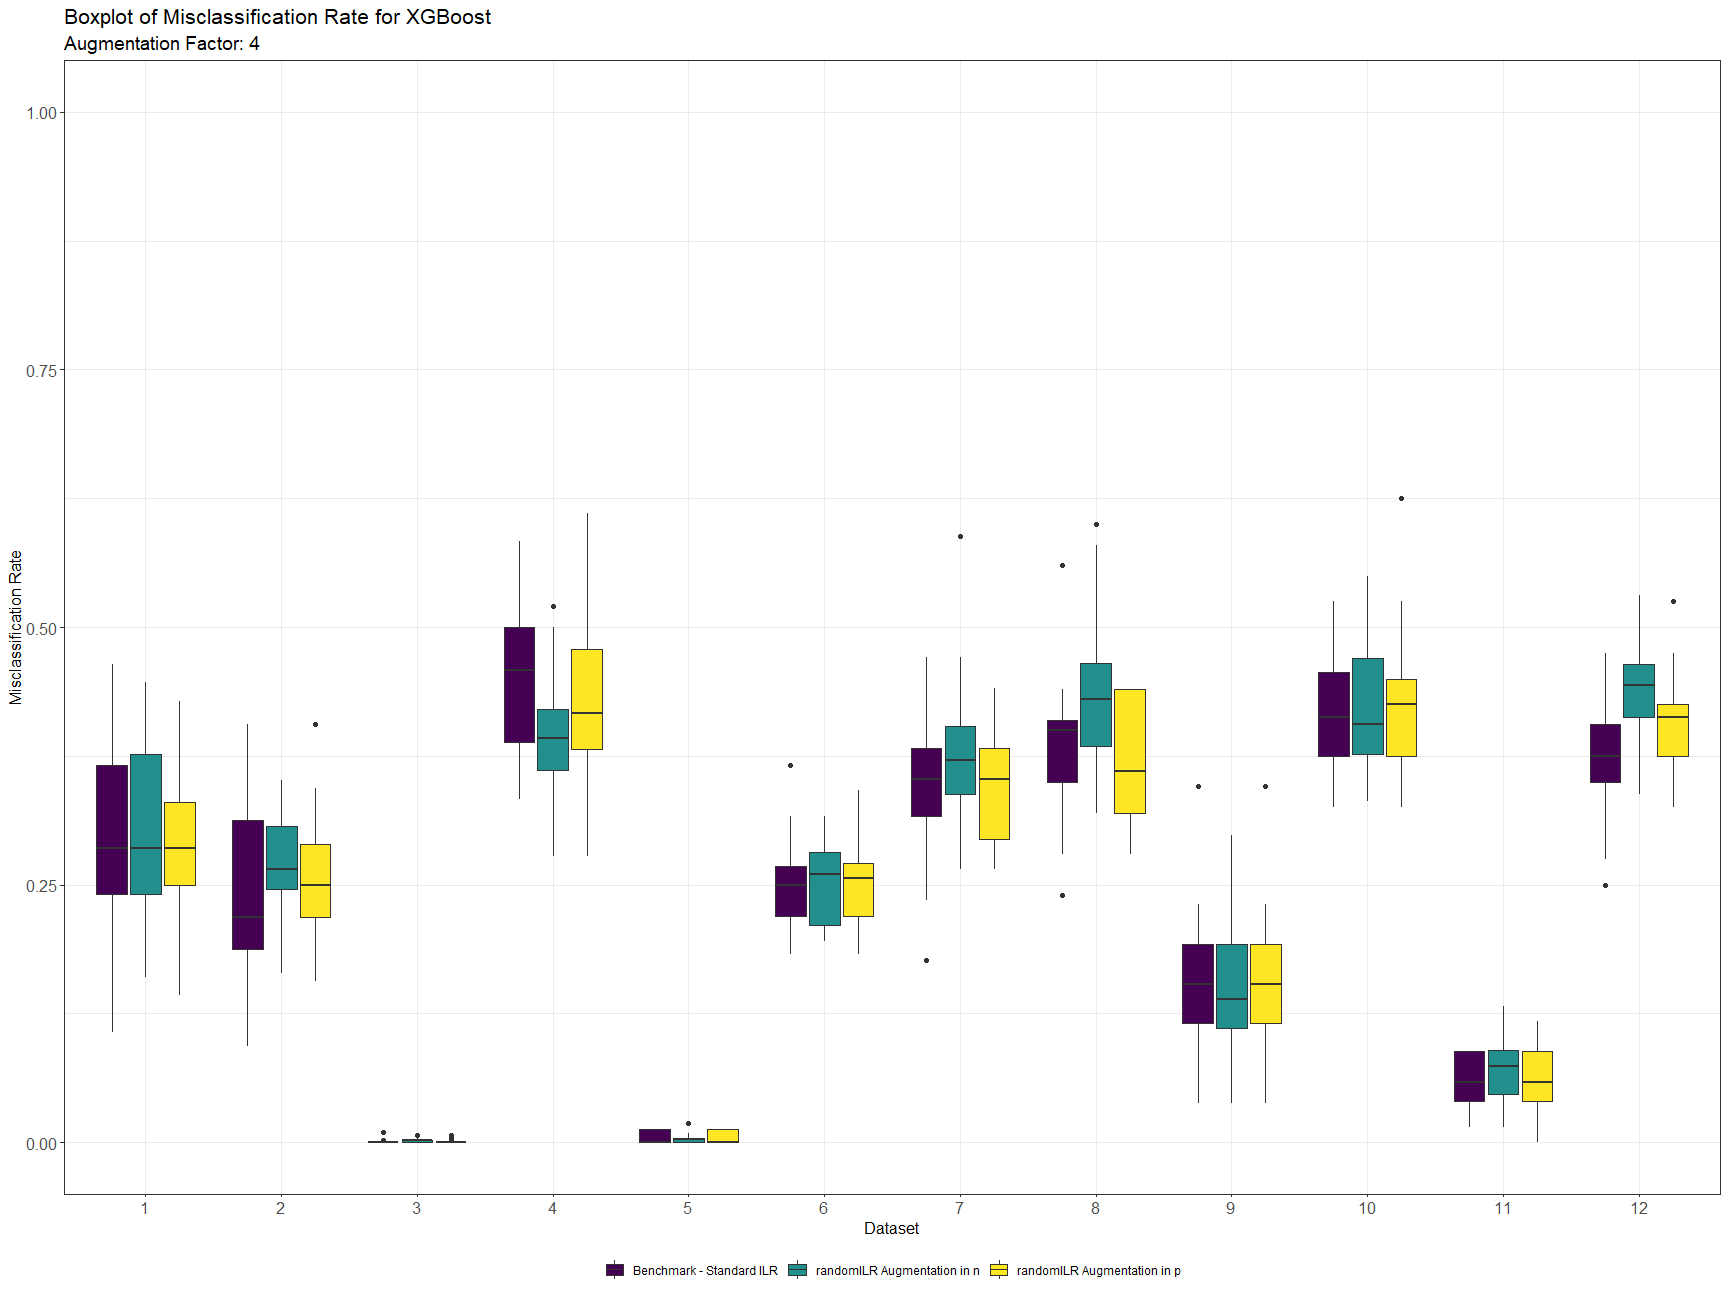 Boxplot of Misclassification Rate for XGBoost
Augmentation Factor: 4
1.00
0.75
0.50
0.25
0.00
Misclassification Rate
1 2 3 4 5 6 7 8 9 10 11 12
Dataset
Benchmark - Standard ILR randomILR Augmentation in n randomILR Augmentation in p